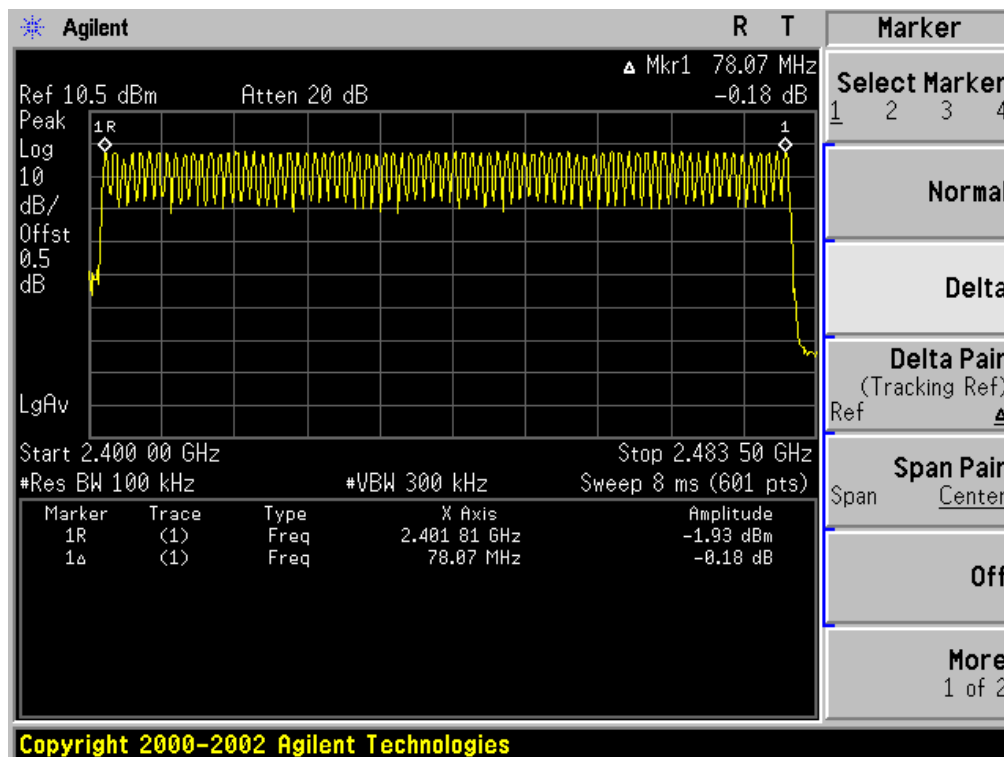 Agilent R T
Δ Mkr1 78.07 MHz
Ref 10.5 dBm Atten 20 dB -0.18 dB
Peak
Log
10
dB/
Offst
0.5
dB
LgAv
1R
1
Start 2.400 00 GHz Stop 2.483 50 GHz
#Res BW 100 kHz #VBW 300 kHz Sweep 8 ms (601 pts)
Marker Trace Type X Axis Amplitude
1R (1) Freq 2.401 81 GHz -1.93 dBm
1Δ (1) Freq 78.07 MHz -0.18 dB
Marker
Select Marker
1 2 3 4
Normal
Delta
Delta Pair
(Tracking Ref)
Ref Δ
Span Pair
Span Center
Off
More
1 of 2
Copyright 2000-2002 Agilent Technologies